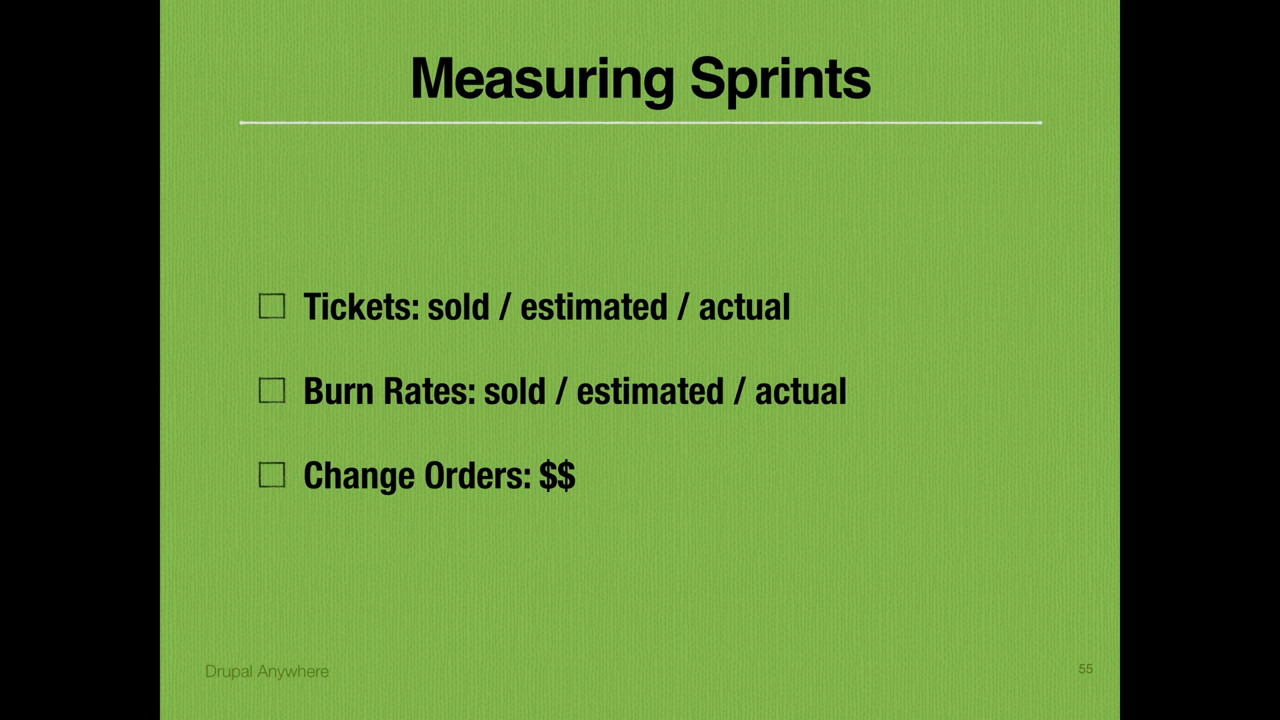 Measuring Sprints
Tickets: sold / estimated / actual
Burn Rates: sold / estimated / actual
Change Orders: $$
Drupal Anywhere
55